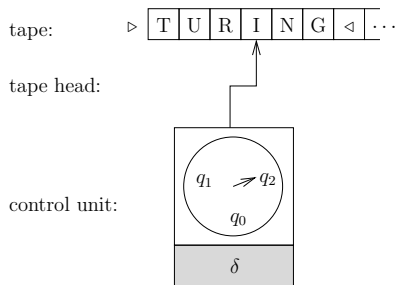 tape: ▷ T U R I N G ◁ ⋯
tape head:
q₁ q₂
control unit:
q₀
δ